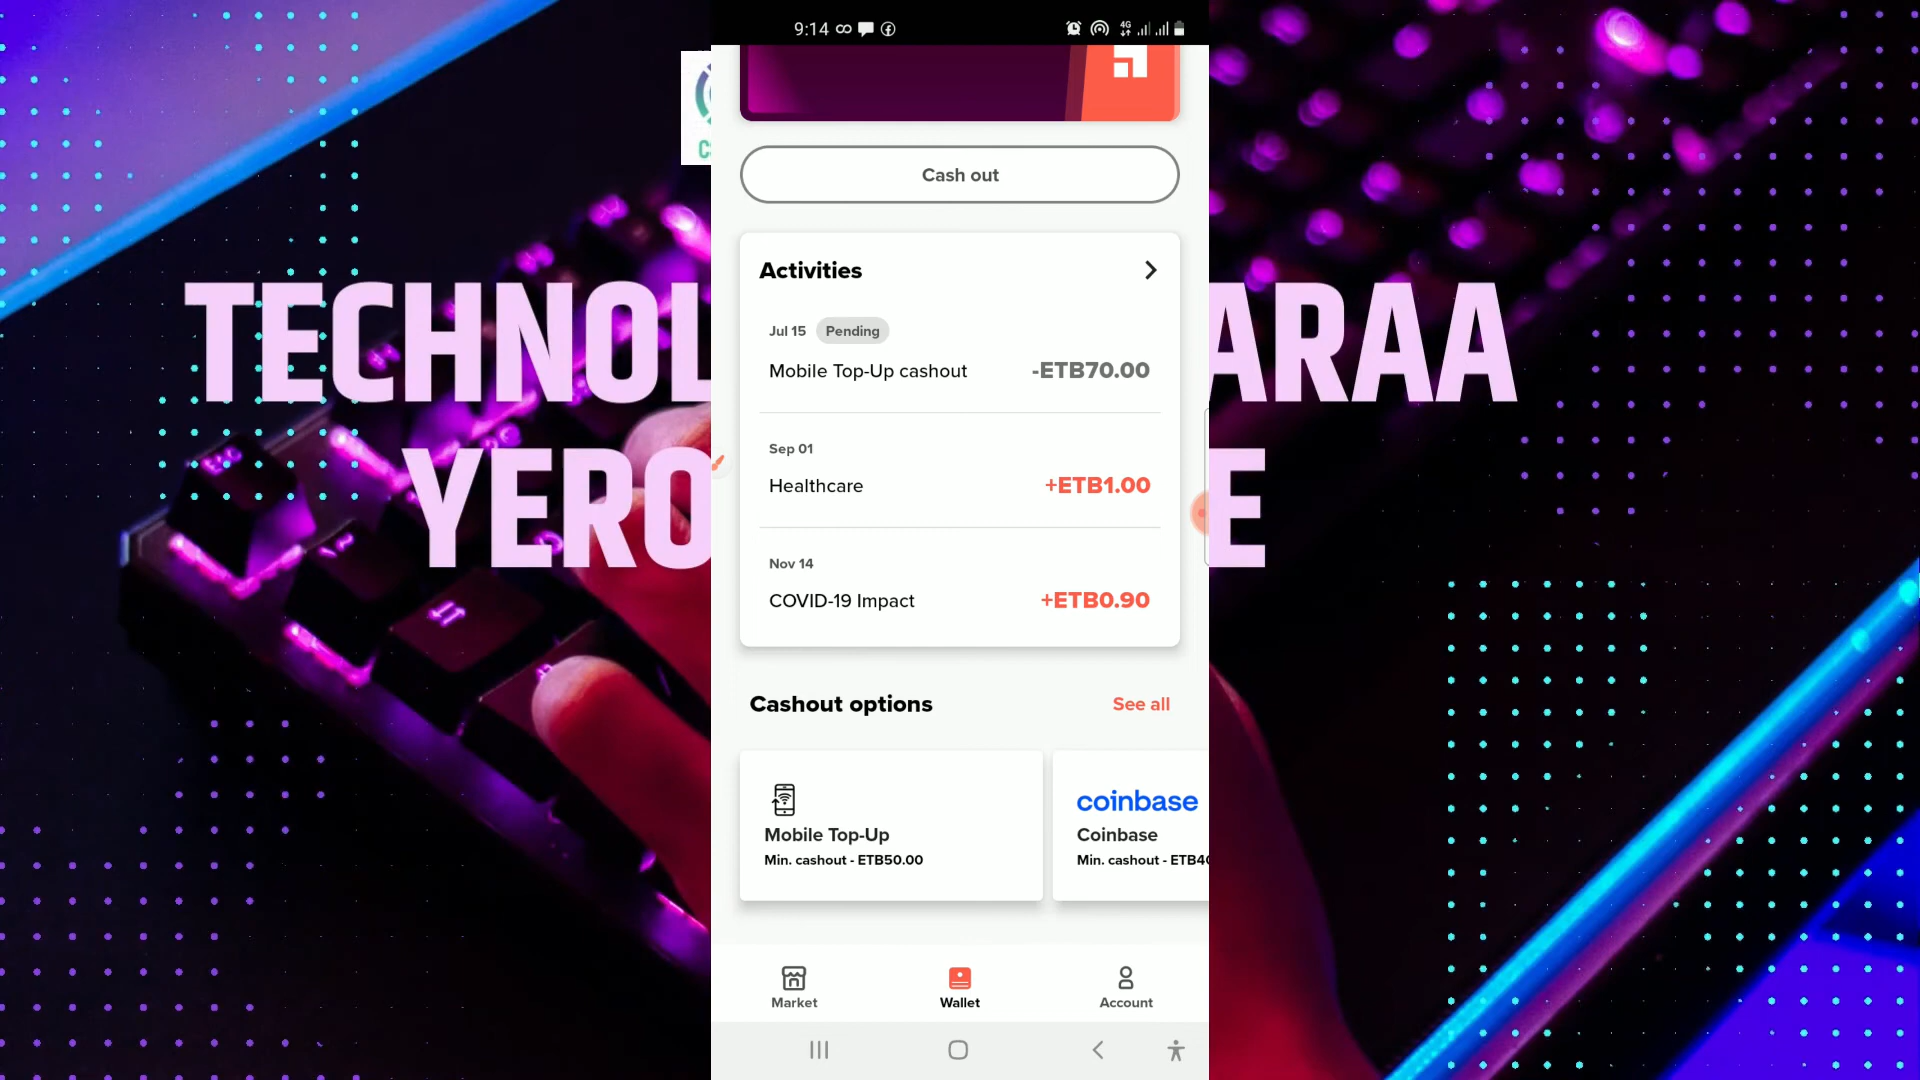 9:14
4G
Cash out
Activities
Jul 15 Pending
Mobile Top-Up cashout -ETB70.00
Sep 01
Healthcare +ETB1.00
Nov 14
COVID-19 Impact +ETB0.90
Cashout options See all
Mobile Top-Up
Min. cashout - ETB50.00
coinbase
Coinbase
Min. cashout - ETB40
Market Wallet Account
TECHNOL ARAA
YERO E